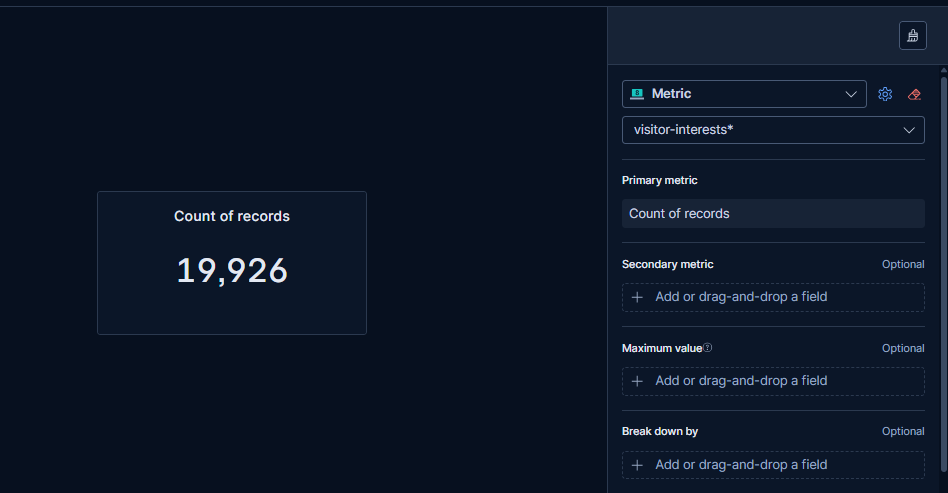 Count of records
19,926
Metric
visitor-interests*
Primary metric
Count of records
Secondary metric Optional
Add or drag-and-drop a field
Maximum value Optional
Add or drag-and-drop a field
Break down by Optional
Add or drag-and-drop a field